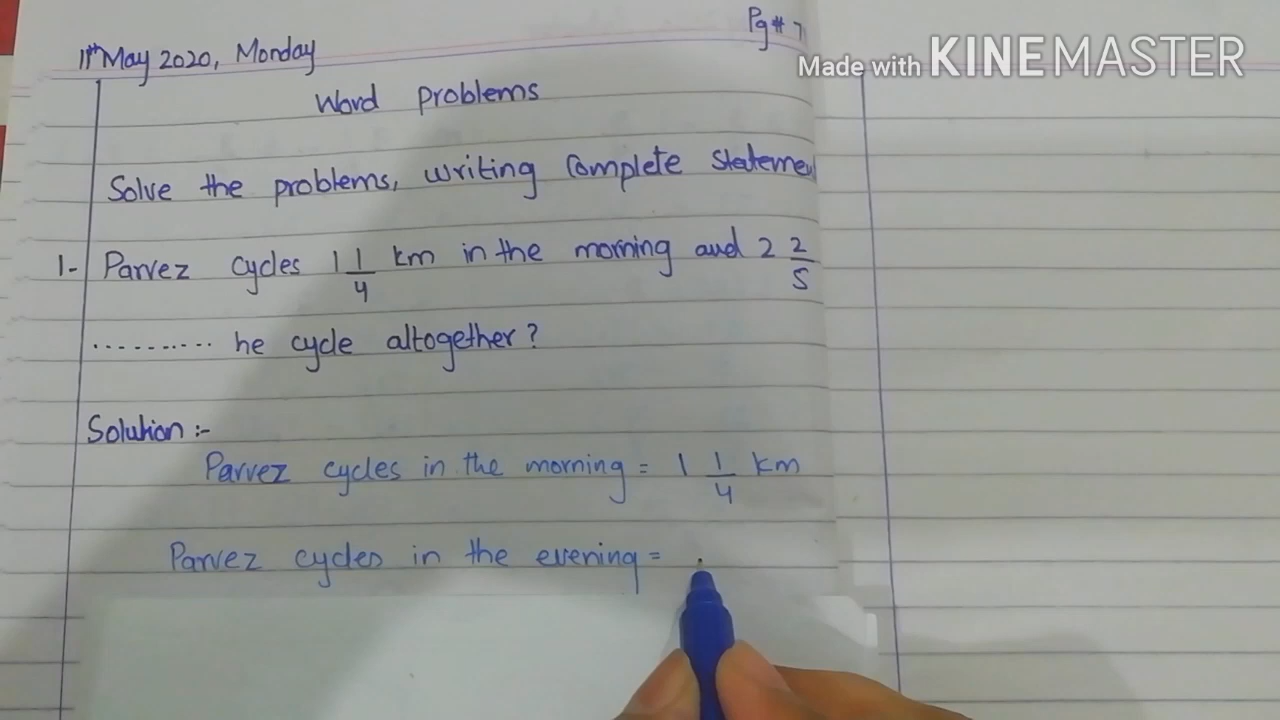 Pg# 7
11th May 2020, Monday
Made with KINEMASTER
Word problems
Solve the problems, writing Complete Stateme
1- Parvez cycles 1 1/4 km in the morning and 2 2/5
.......... he cycle altogether?
Solution :-
Parvez cycles in the morning = 1 1/4 km
Parvez cycles in the evening =